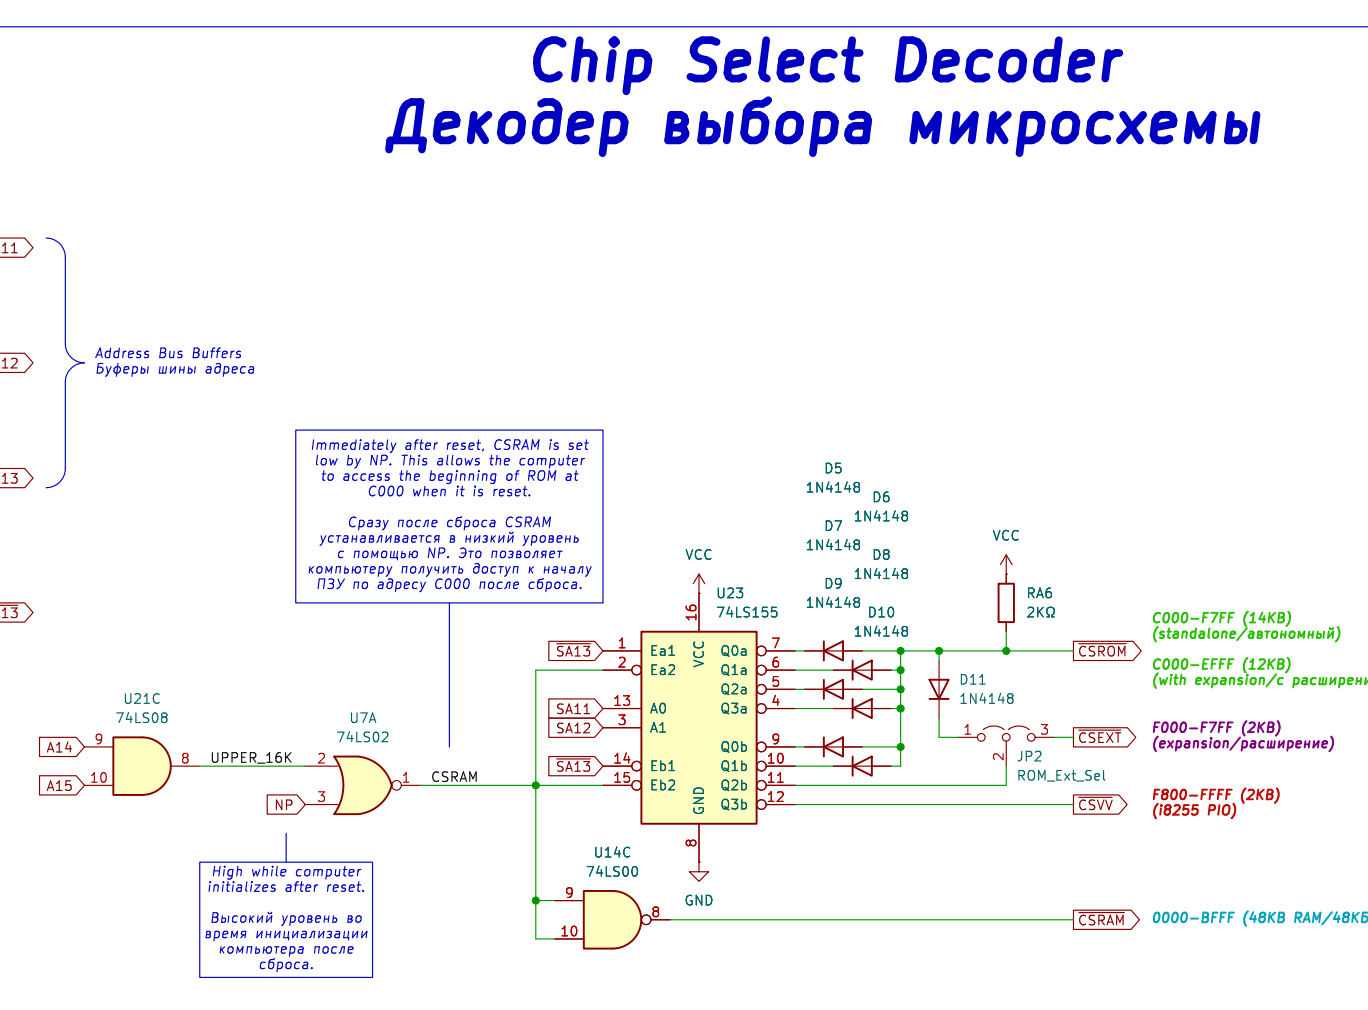 Chip Select Decoder
Декодер выбора микросхемы
11
12
13
13
Address Bus Buffers
Буферы шины адреса
Immediately after reset, CSRAM is set
low by NP. This allows the computer
to access the beginning of ROM at
C000 when it is reset.
Сразу после сброса CSRAM
устанавливается в низкий уровень
с помощью NP. Это позволяет
компьютеру получить доступ к началу
ПЗУ по адресу C000 после сброса.
D5
1N4148
D6
1N4148
D7
1N4148
D8
1N4148
D9
1N4148
D10
1N4148
VCC
VCC
U23
74LS155
RA6
2KΩ
16
VCC
GND
8
GND
SA13
1
Ea1
2
Ea2
SA11
13
A0
SA12
3
A1
SA13
14
Eb1
15
Eb2
Q0a
7
Q1a
6
Q2a
5
Q3a
4
Q0b
9
Q1b
10
Q2b
11
Q3b
12
D11
1N4148
1
3
2
JP2
ROM_Ext_Sel
CSROM
CSEXT
CSVV
CSRAM
C000-F7FF (14KB)
(standalone/автономный)
C000-EFFF (12KB)
(with expansion/с расширени
F000-F7FF (2KB)
(expansion/расширение)
F800-FFFF (2KB)
(i8255 PIO)
0000-BFFF (48KB RAM/48КБ
U21C
74LS08
A14
9
A15
10
8
UPPER_16K
U7A
74LS02
2
3
NP
1
CSRAM
U14C
74LS00
9
10
8
High while computer
initializes after reset.
Высокий уровень во
время инициализации
компьютера после
сброса.